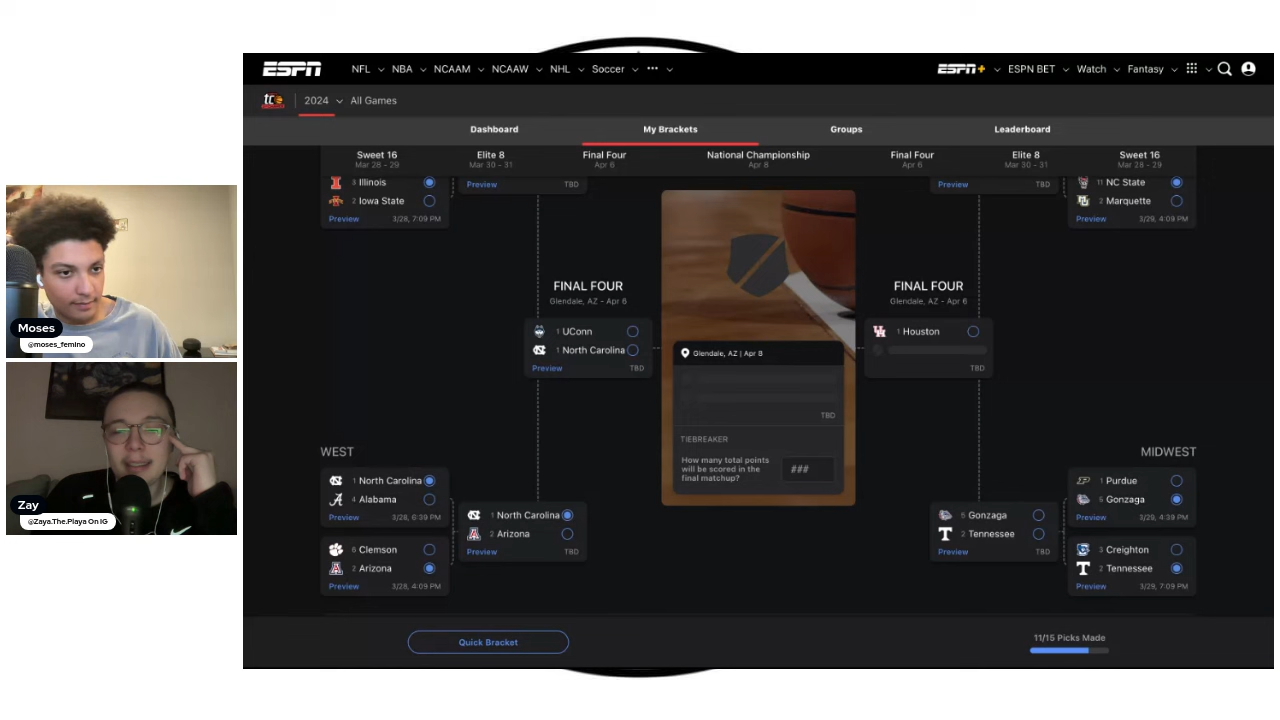 ESPN NFL NBA NCAAM NCAAW NHL Soccer ••• ESPN+ ESPN BET Watch Fantasy
tc 2024 All Games
Dashboard My Brackets Groups Leaderboard
Sweet 16 Elite 8 Final Four National Championship Final Four Elite 8 Sweet 16
Mar 28 - 29 Mar 30 - 31 Apr 6 Apr 8 Apr 6 Mar 30 - 31 Mar 28 - 29
3 Illinois
2 Iowa State
Preview 3/28, 7:09 PM
Preview TBD
Preview TBD
11 NC State
2 Marquette
Preview 3/29, 4:09 PM
FINAL FOUR
Glendale, AZ - Apr 6
1 UConn
1 North Carolina
Preview TBD
Glendale, AZ | Apr 8
TBD
TIEBREAKER
How many total points
will be scored in the
final matchup?
###
FINAL FOUR
Glendale, AZ - Apr 6
1 Houston
TBD
WEST
1 North Carolina
4 Alabama
Preview 3/28, 6:39 PM
6 Clemson
2 Arizona
Preview 3/28, 4:09 PM
1 North Carolina
2 Arizona
Preview TBD
5 Gonzaga
2 Tennessee
Preview TBD
MIDWEST
1 Purdue
5 Gonzaga
Preview 3/29, 4:39 PM
3 Creighton
2 Tennessee
Preview 3/29, 7:09 PM
Quick Bracket
11/15 Picks Made
Moses
@moses_femino
Zay
@Zaya.The.Playa On IG